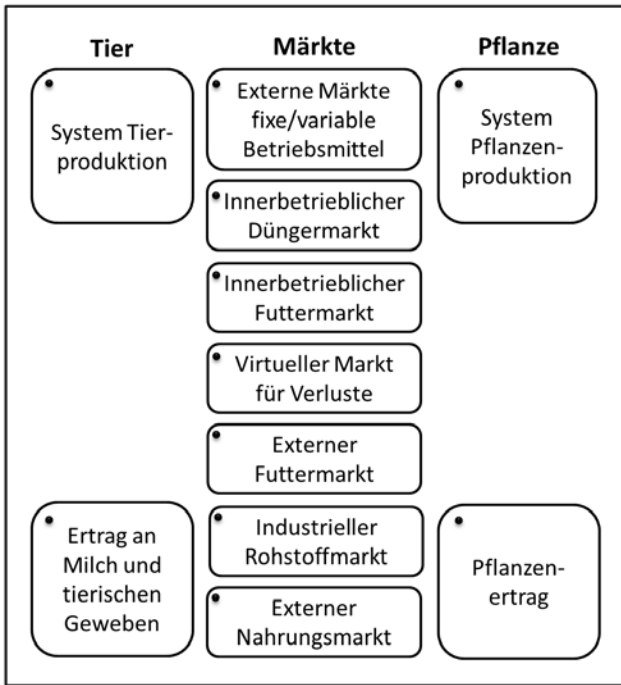 Tier
Märkte
Pflanze
System Tier-
produktion
Externe Märkte
fixe/variable
Betriebsmittel
System
Pflanzen-
produktion
Innerbetrieblicher
Düngermarkt
Innerbetrieblicher
Futtermarkt
Virtueller Markt
für Verluste
Externer
Futtermarkt
Ertrag an
Milch und
tierischen
Geweben
Industrieller
Rohstoffmarkt
Externer
Nahrungsmarkt
Pflanzen-
ertrag